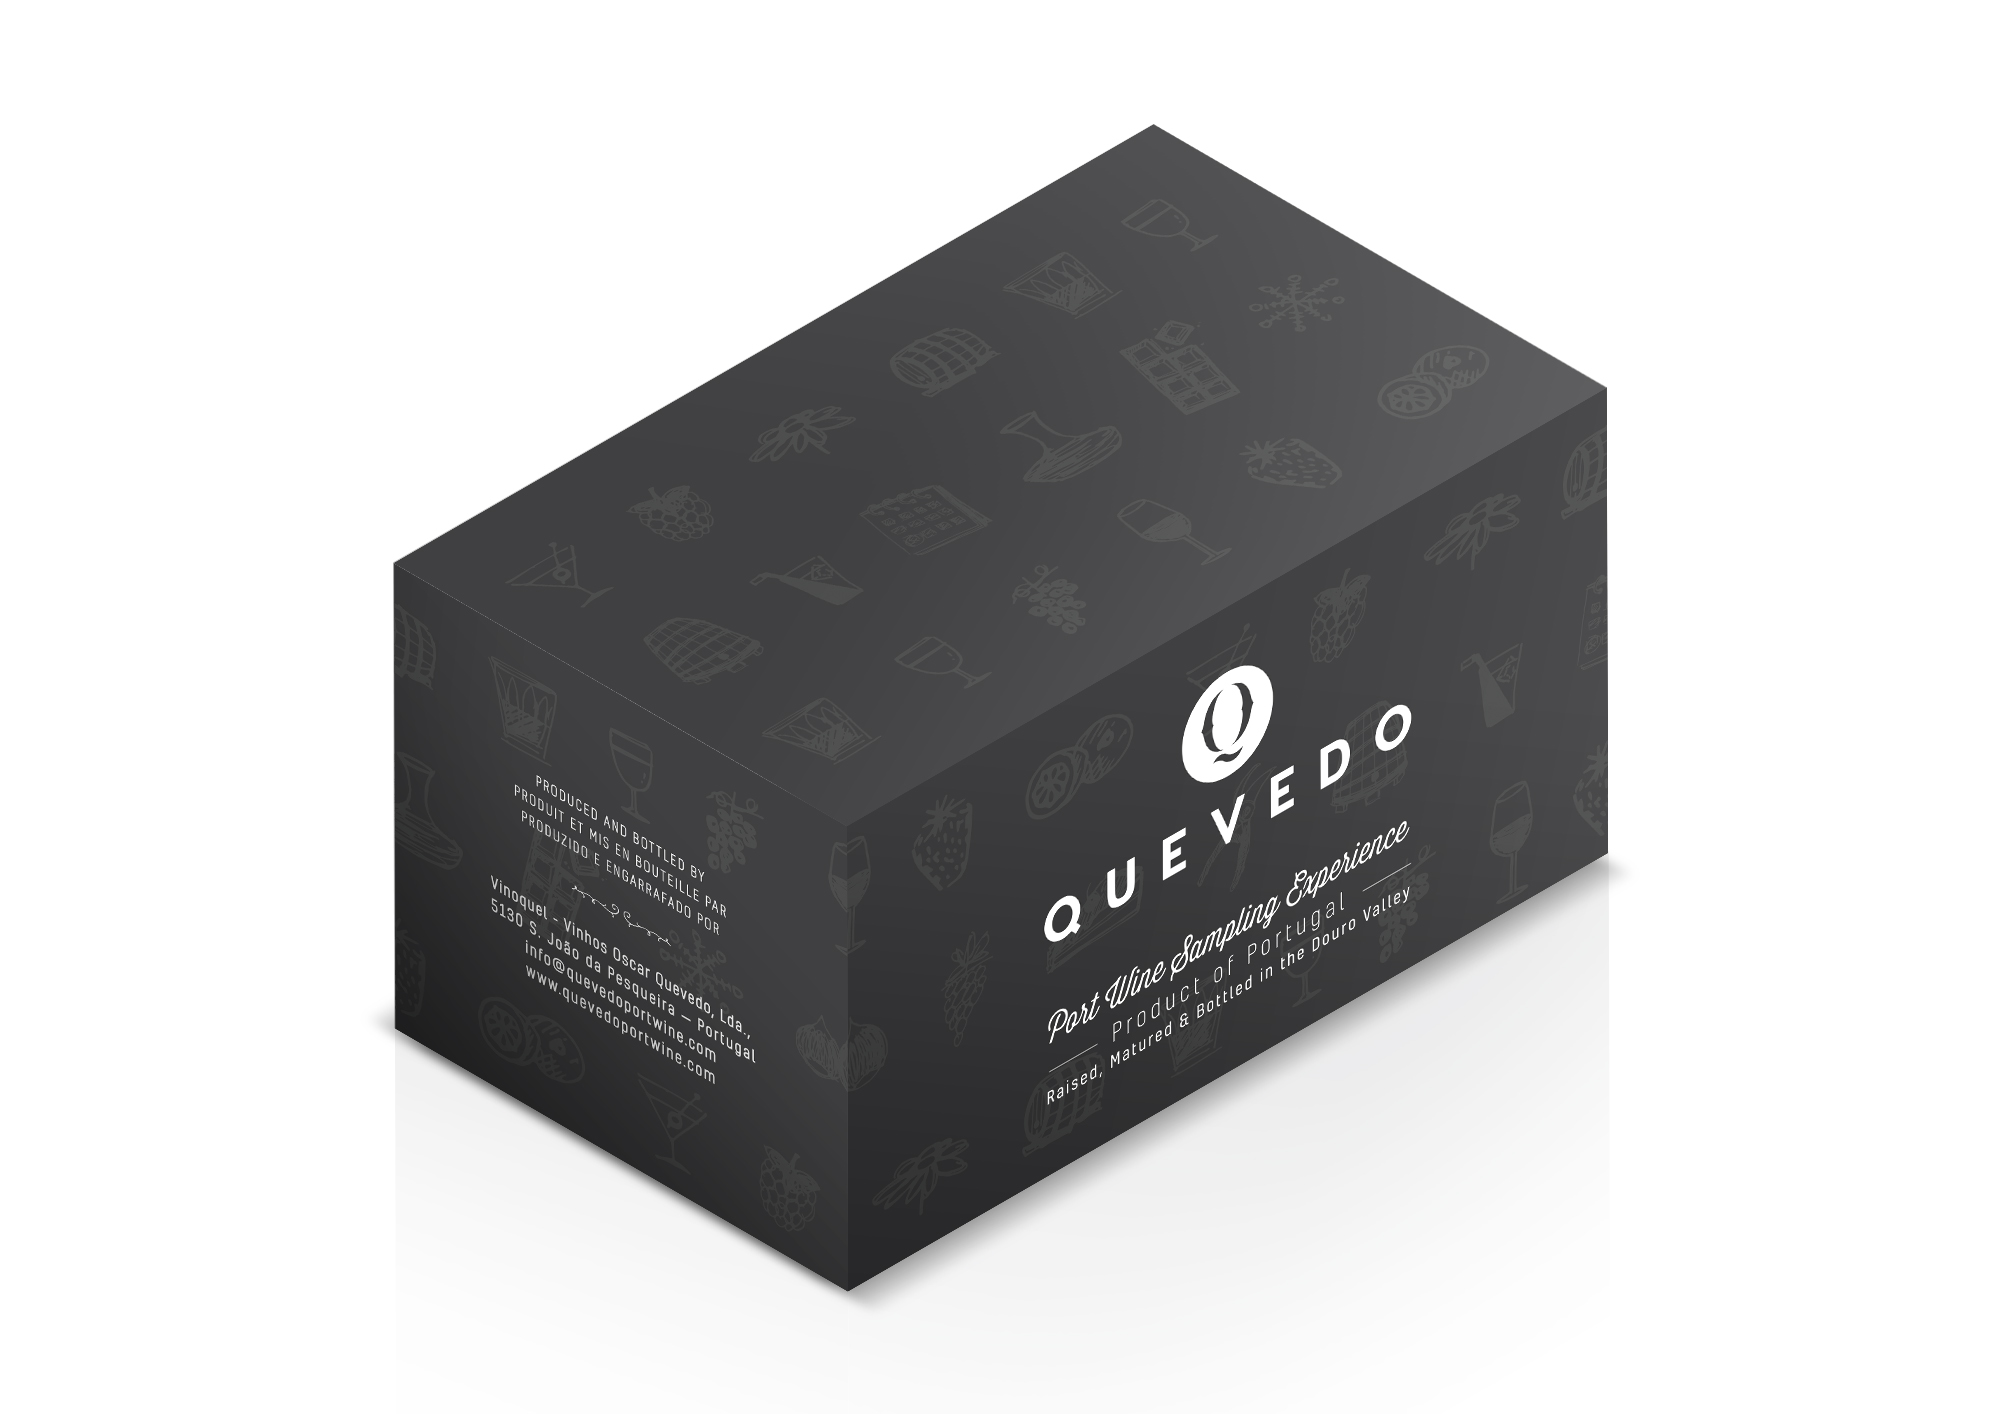 PRODUCED AND BOTTLED BY
PRODUIT ET MIS EN BOUTEILLE PAR
PRODUZIDO E ENGARRAFADO POR
Vinoquel - Vinhos Oscar Quevedo, Lda.,
5130 S. João da Pesqueira – Portugal
info@quevedoportwine.com
www.quevedoportwine.com
Q
QUEVEDO
Port Wine Sampling Experience
Product of Portugal
Raised, Matured & Bottled in the Douro Valley